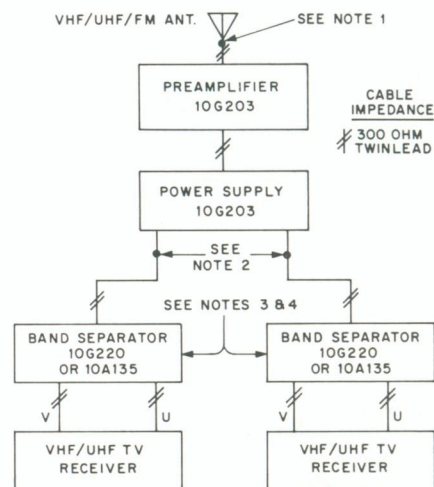 VHF/UHF/FM ANT.
SEE NOTE 1
PREAMPLIFIER
10G203
CABLE
IMPEDANCE
300 OHM
TWINLEAD
POWER SUPPLY
10G203
SEE
NOTE 2
SEE NOTES 3 & 4
BAND SEPARATOR
10G220
OR 10A135
BAND SEPARATOR
10G220
OR 10A135
V
U
V
U
VHF/UHF TV
RECEIVER
VHF/UHF TV
RECEIVER